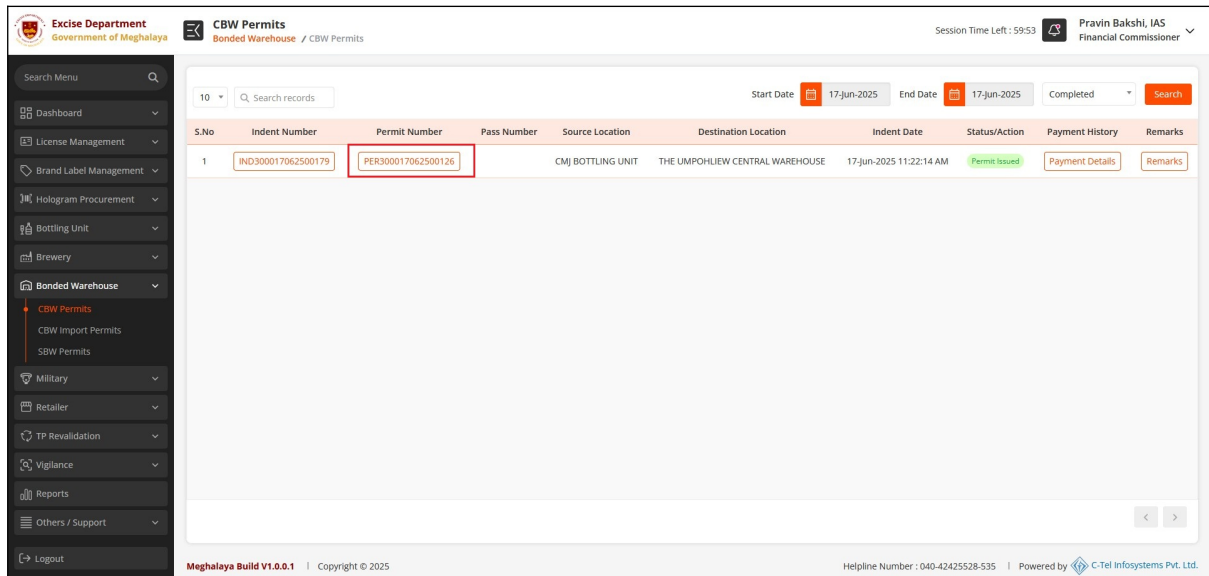 Excise Department
Government of Meghalaya
CBW Permits
Bonded Warehouse / CBW Permits
Session Time Left : 59:53
Pravin Bakshi, IAS
Financial Commissioner
Search Menu
Dashboard
License Management
Brand Label Management
Hologram Procurement
Bottling Unit
Brewery
Bonded Warehouse
CBW Permits
CBW Import Permits
SBW Permits
Military
Retailer
TP Revalidation
Vigilance
Reports
Others / Support
Logout
10 Search records Start Date 17-Jun-2025 End Date 17-Jun-2025 Completed Search
S.No Indent Number Permit Number Pass Number Source Location Destination Location Indent Date Status/Action Payment History Remarks
1 IND300017062500179 PER300017062500126 CMJ BOTTLING UNIT THE UMPOHLIEW CENTRAL WAREHOUSE 17-Jun-2025 11:22:14 AM Permit Issued Payment Details Remarks
Meghalaya Build V1.0.0.1 | Copyright © 2025 Helpline Number : 040-42425528-535 | Powered by C-Tel Infosystems Pvt. Ltd.